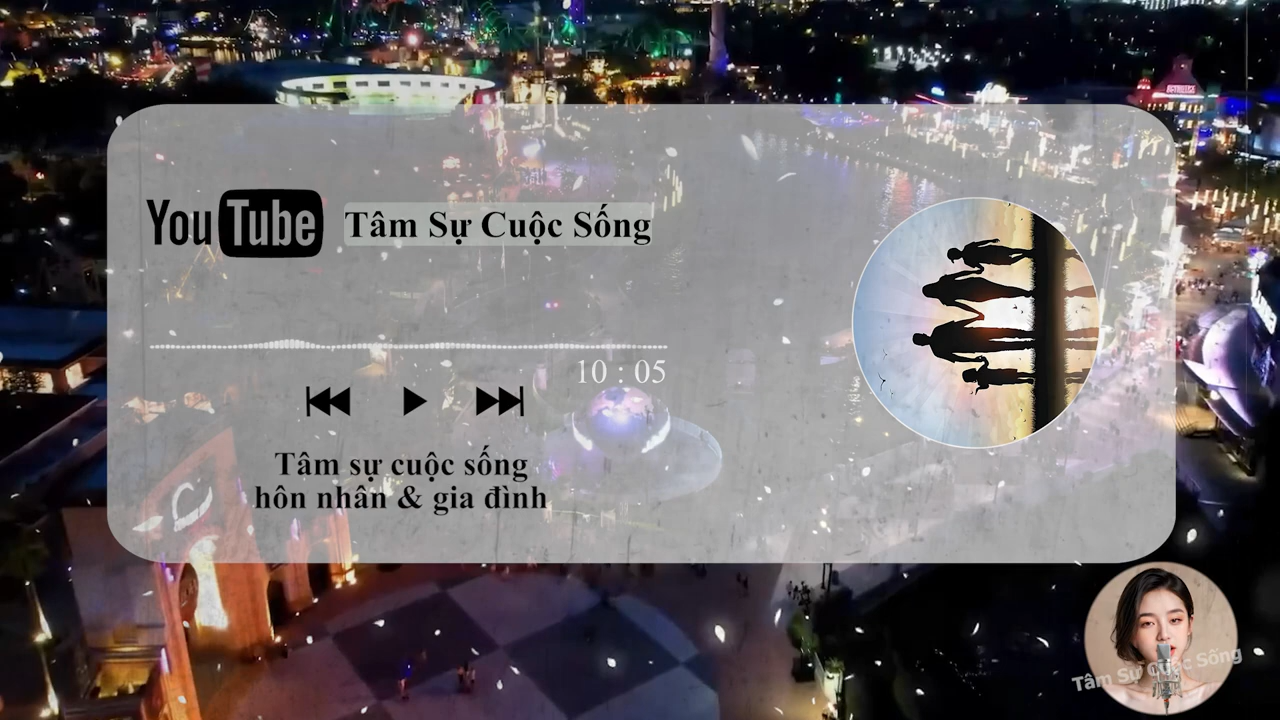 YouTube
Tâm Sự Cuộc Sống
10 : 05
Tâm sự cuộc sống
hôn nhân & gia đình
Tâm Sự Cuộc Sống